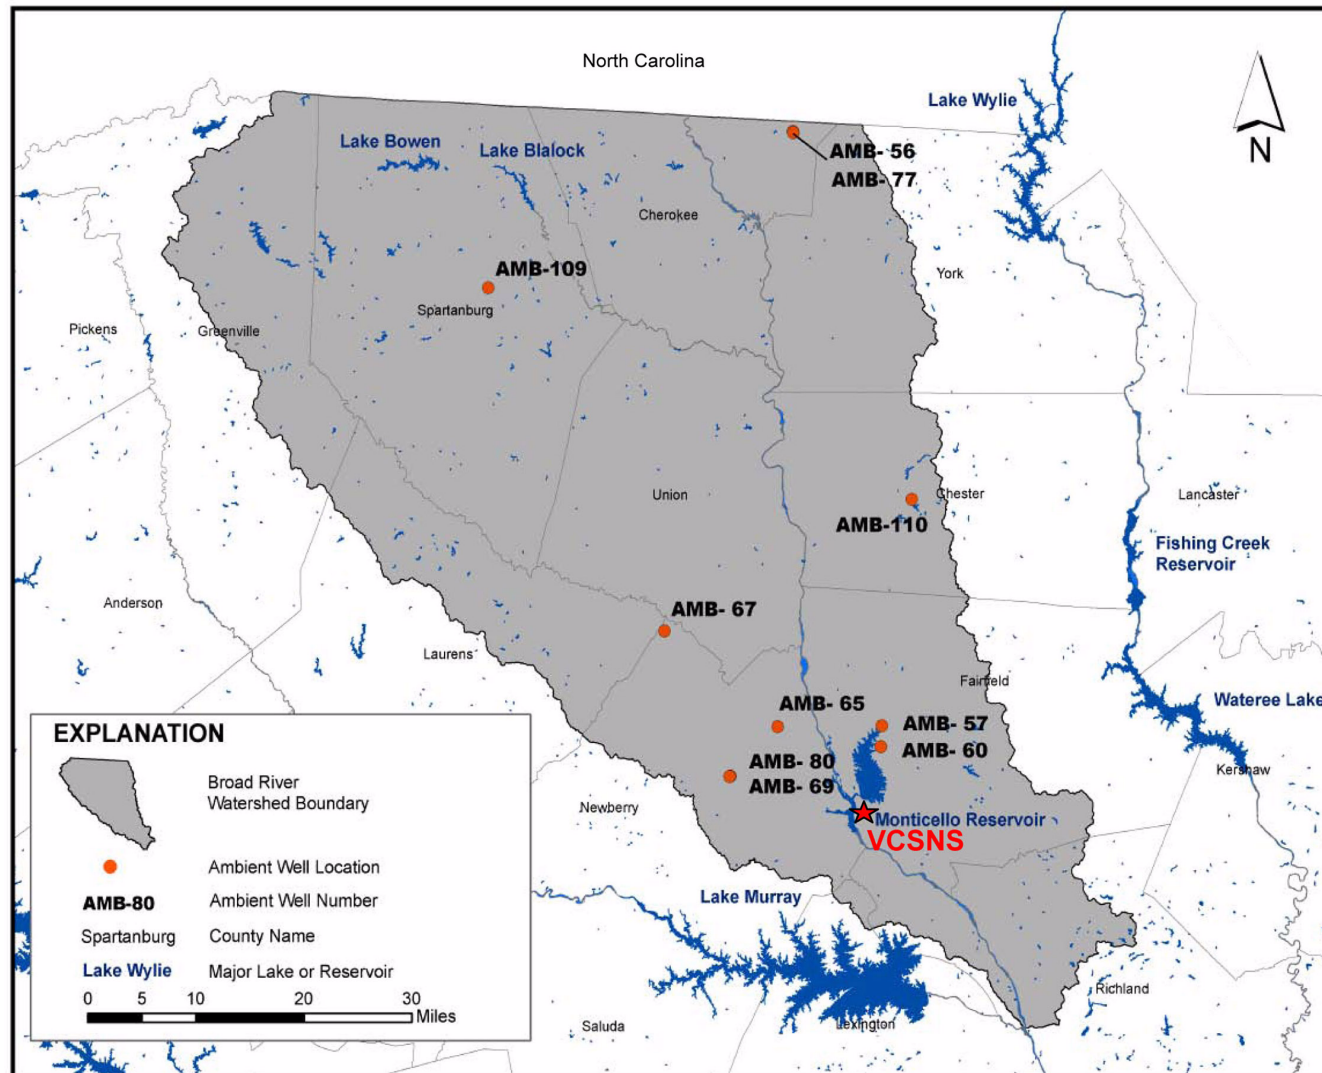 North Carolina
Lake Wylie
N
Lake Bowen
Lake Blalock
AMB- 56
AMB- 77
Cherokee
AMB-109
York
Spartanburg
Pickens
Greenville
Union
Chester
Lancaster
AMB-110
Fishing Creek
Reservoir
Anderson
AMB- 67
Laurens
Fairfield
AMB- 65
AMB- 57
Wateree Lake
AMB- 60
AMB- 80
AMB- 69
Kershaw
Newberry
Monticello Reservoir
VCSNS
Lake Murray
Richland
Saluda
Lexington
EXPLANATION
Broad River
Watershed Boundary
Ambient Well Location
AMB-80
Ambient Well Number
Spartanburg
County Name
Lake Wylie
Major Lake or Reservoir
0 5 10 20 30
Miles